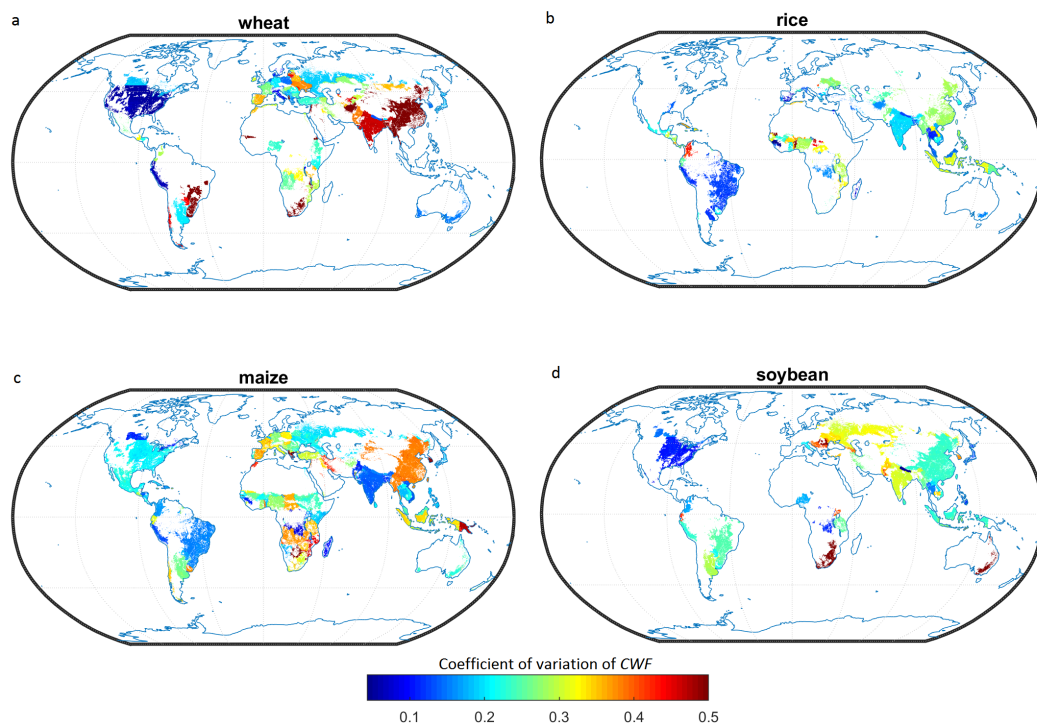 a
wheat
b
rice
c
maize
d
soybean
Coefficient of variation of CWF
0.1 0.2 0.3 0.4 0.5